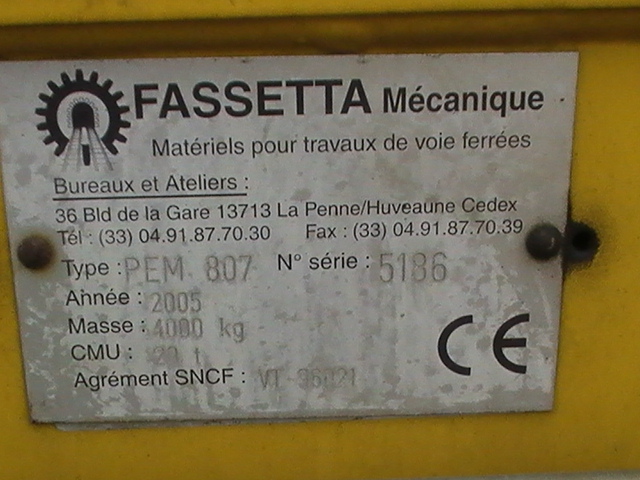 FASSETTA Mécanique
Matériels pour travaux de voie ferrées
Bureaux et Ateliers :
36 Bld de la Gare 13713 La Penne/Huveaune Cedex
Tél : (33) 04.91.87.70.30 Fax : (33) 04.91.87.70.39
Type : PEM 807 N° série : 5186
Année : 2005
Masse : 4000 kg
CMU : 20 t
Agrément SNCF : VT
CE